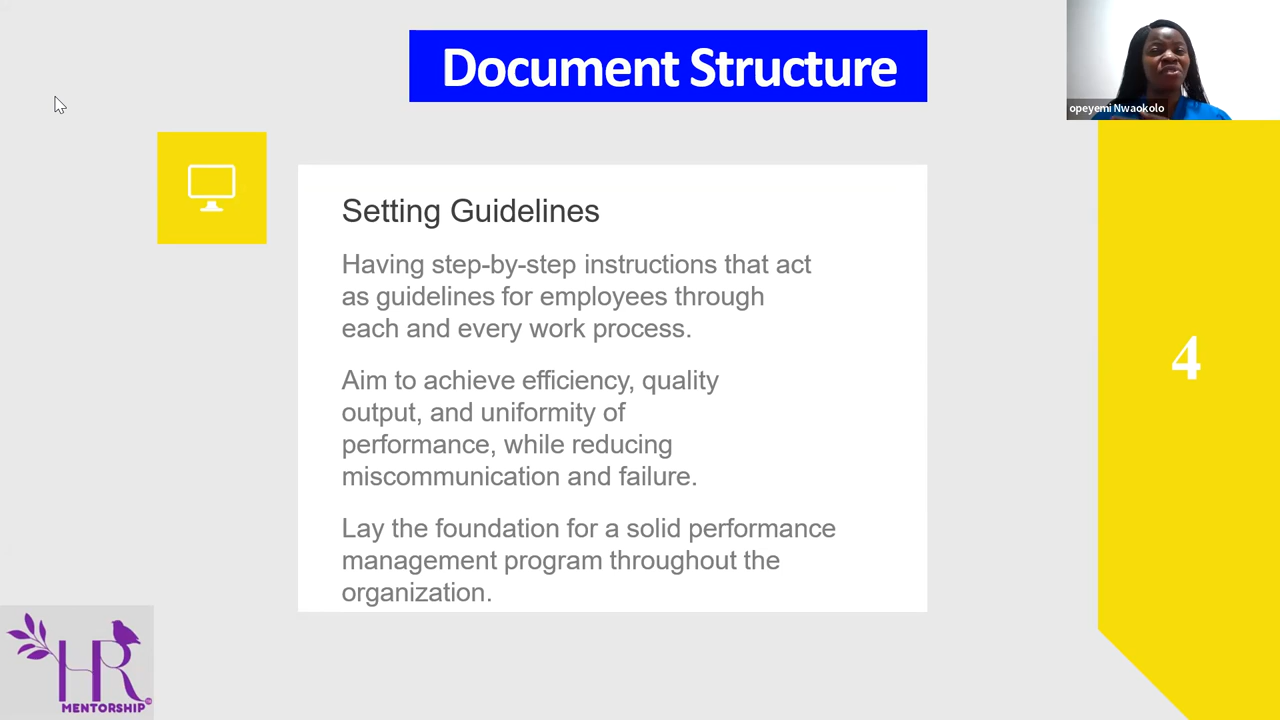 Document Structure
opeyemi Nwaokolo
Setting Guidelines
Having step-by-step instructions that act
as guidelines for employees through
each and every work process.
Aim to achieve efficiency, quality
output, and uniformity of
performance, while reducing
miscommunication and failure.
Lay the foundation for a solid performance
management program throughout the
organization.
4
HR
MENTORSHIP